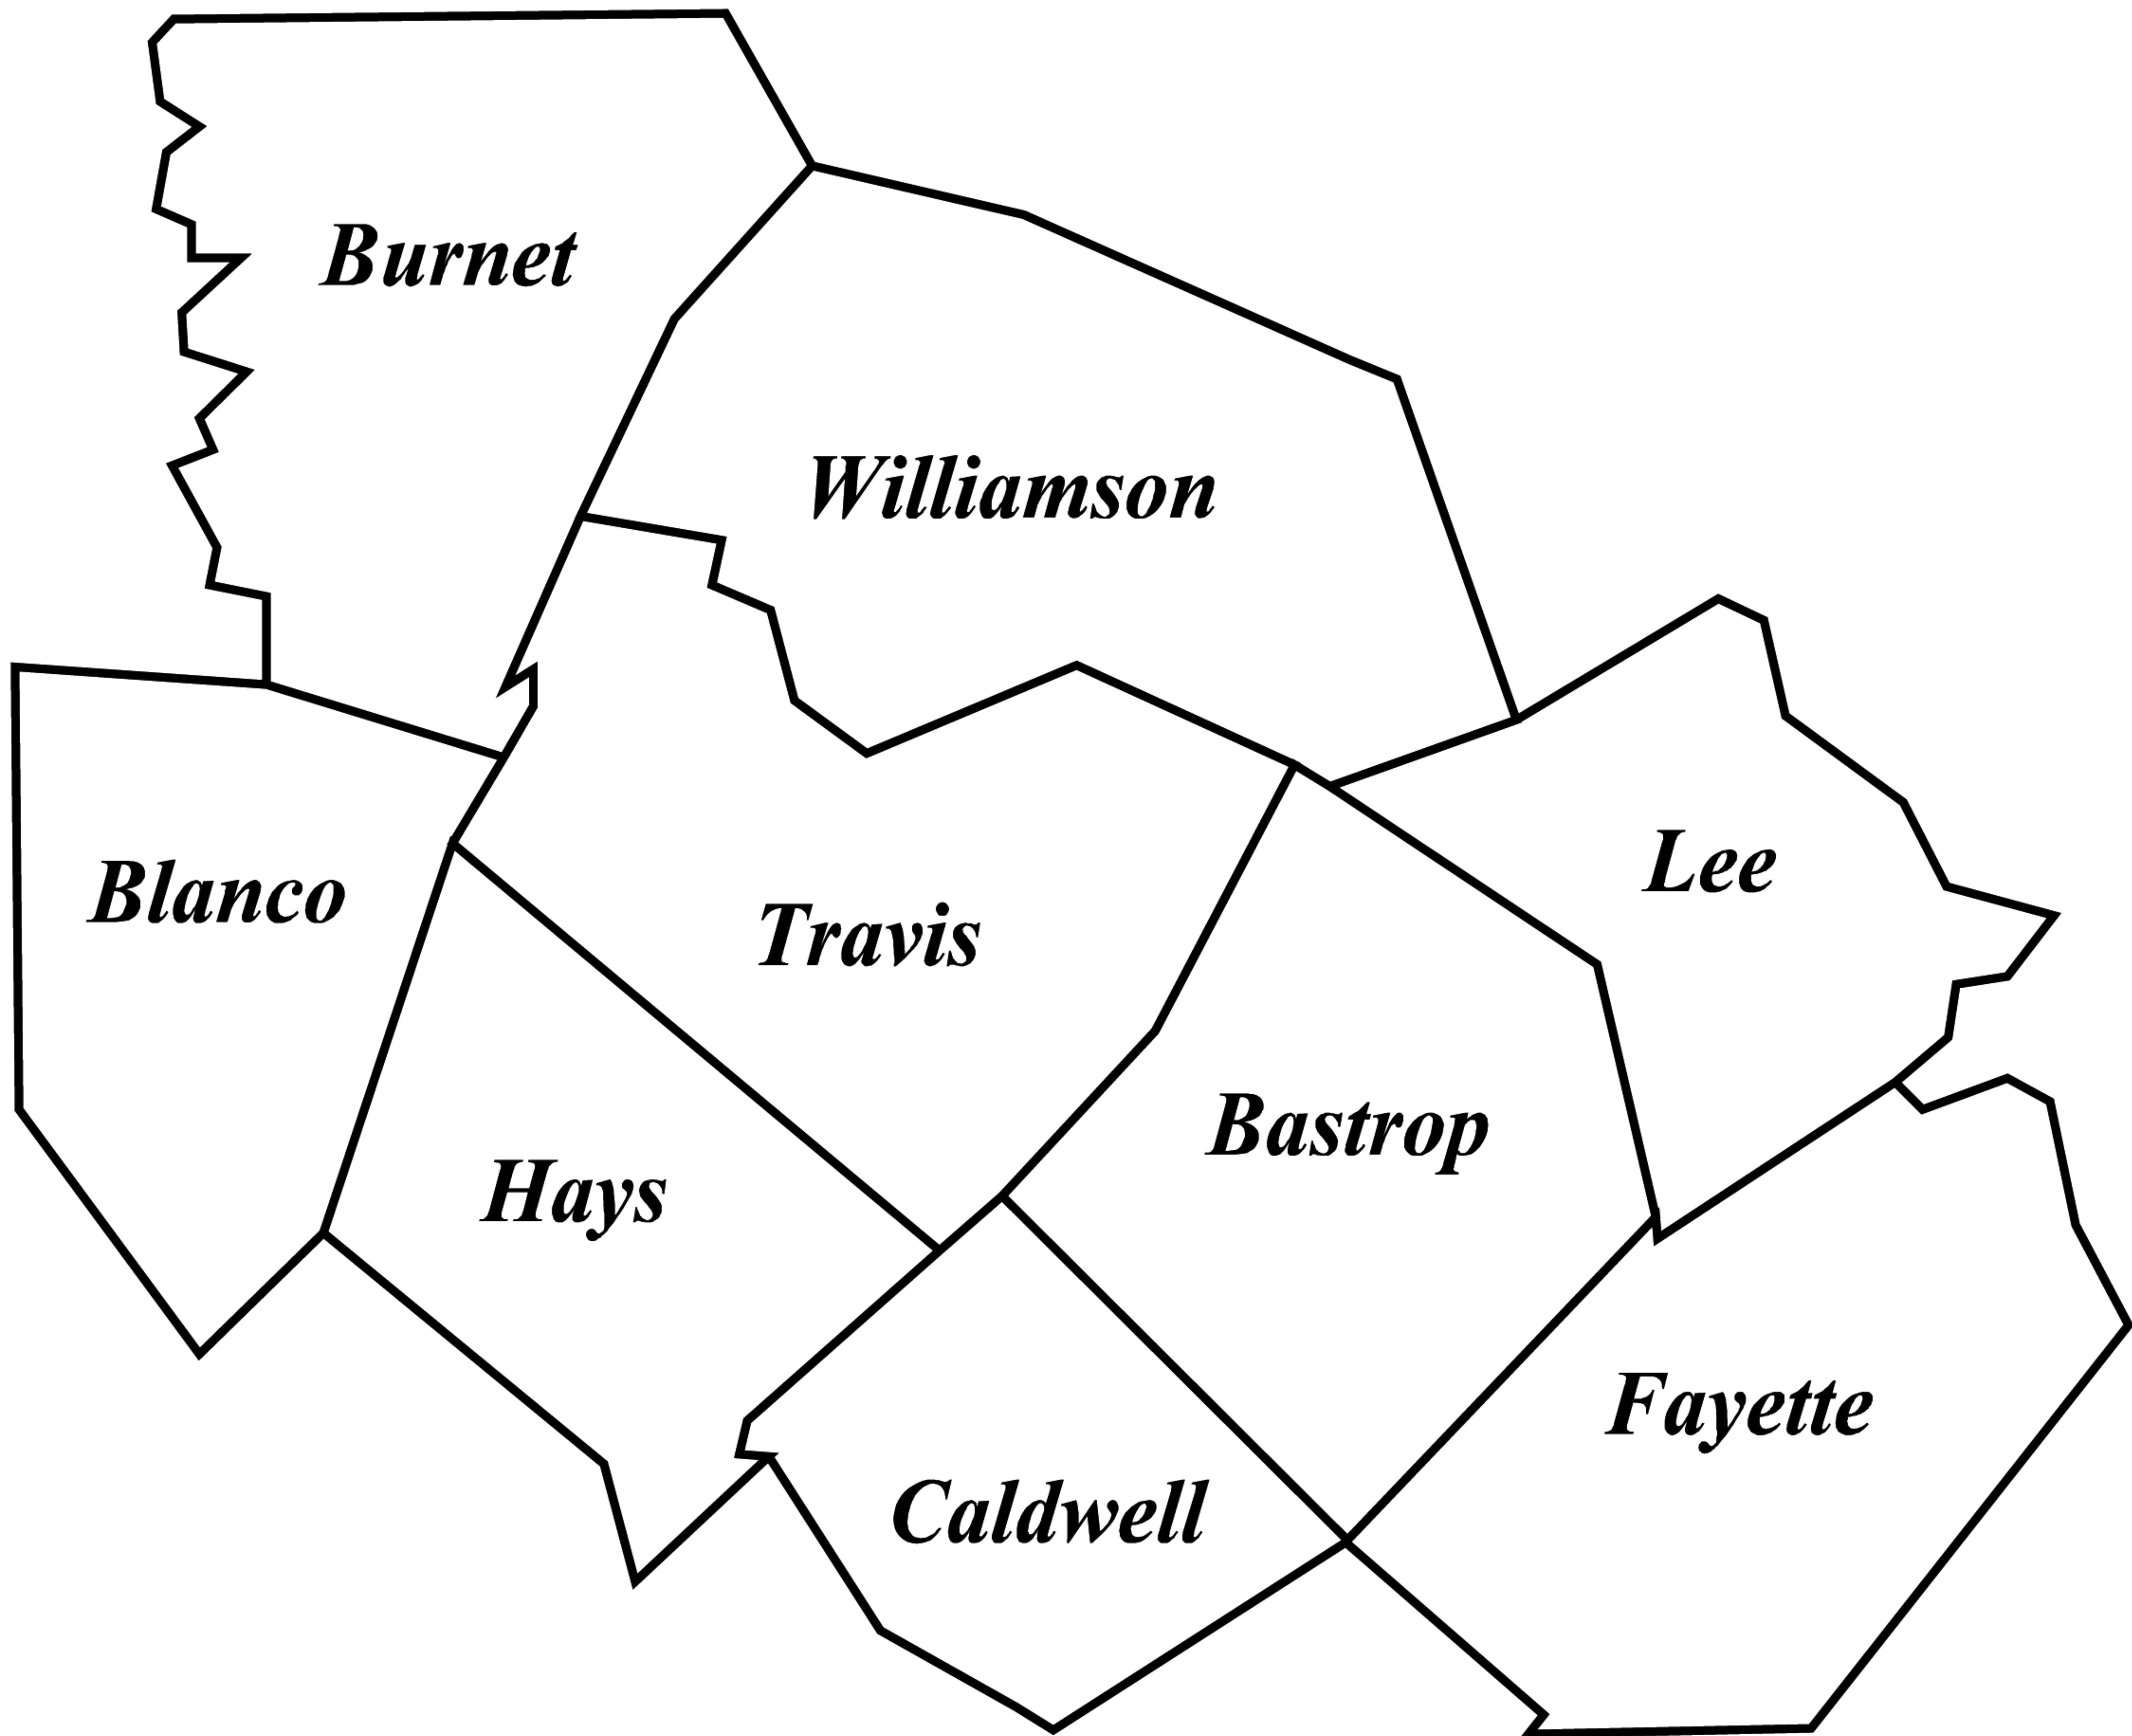 Burnet
Williamson
Lee
Blanco
Travis
Bastrop
Hays
Fayette
Caldwell